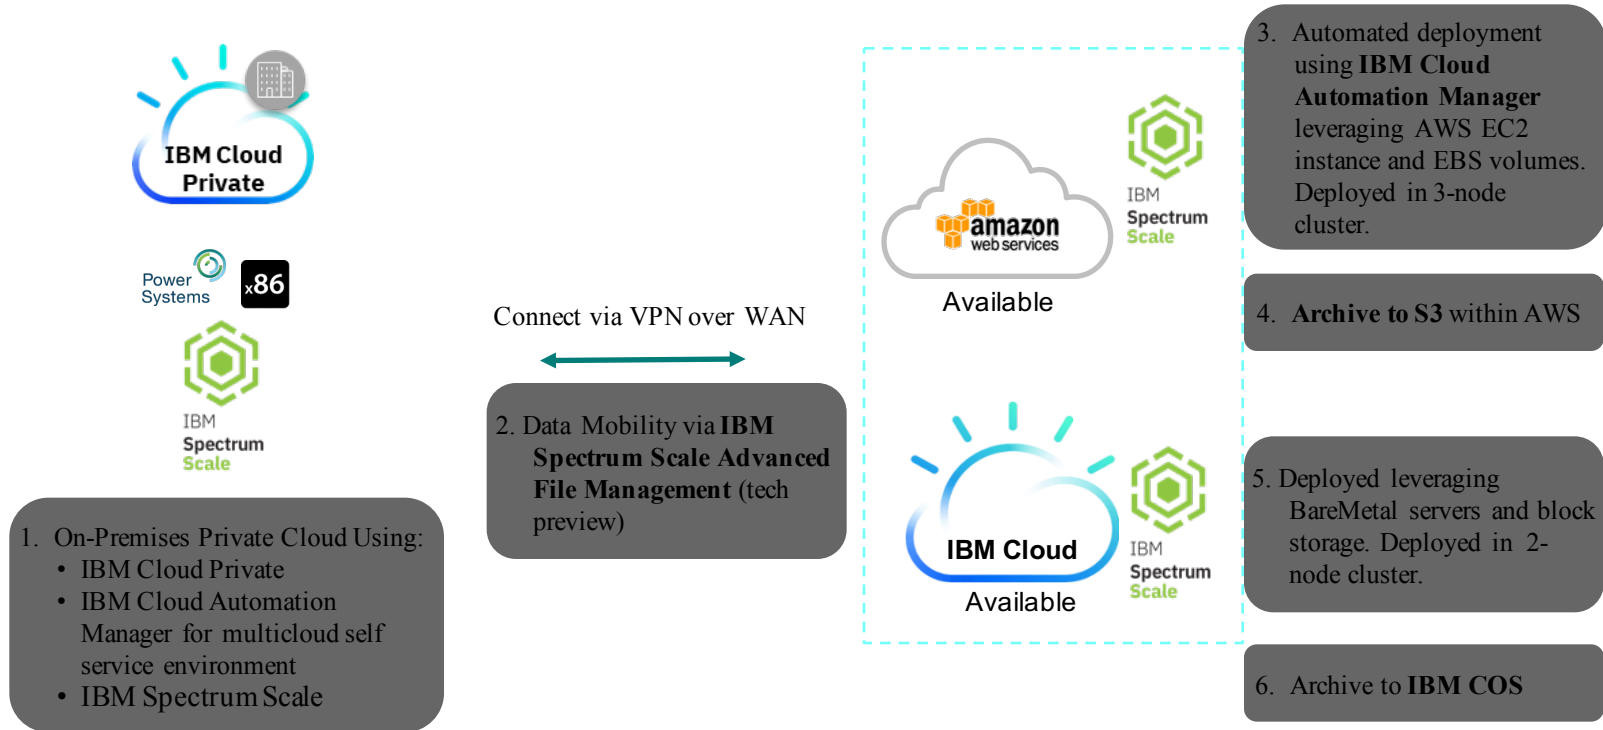 IBM Cloud
Private
Power
Systems
x86
IBM
Spectrum
Scale
1. On-Premises Private Cloud Using:
• IBM Cloud Private
• IBM Cloud Automation
Manager for multicloud self
service environment
• IBM Spectrum Scale
Connect via VPN over WAN
2. Data Mobility via IBM
Spectrum Scale Advanced
File Management (tech
preview)
amazon
web services
Available
IBM
Spectrum
Scale
IBM Cloud
Available
IBM
Spectrum
Scale
3. Automated deployment
using IBM Cloud
Automation Manager
leveraging AWS EC2
instance and EBS volumes.
Deployed in 3-node
cluster.
4. Archive to S3 within AWS
5. Deployed leveraging
BareMetal servers and block
storage. Deployed in 2-
node cluster.
6. Archive to IBM COS